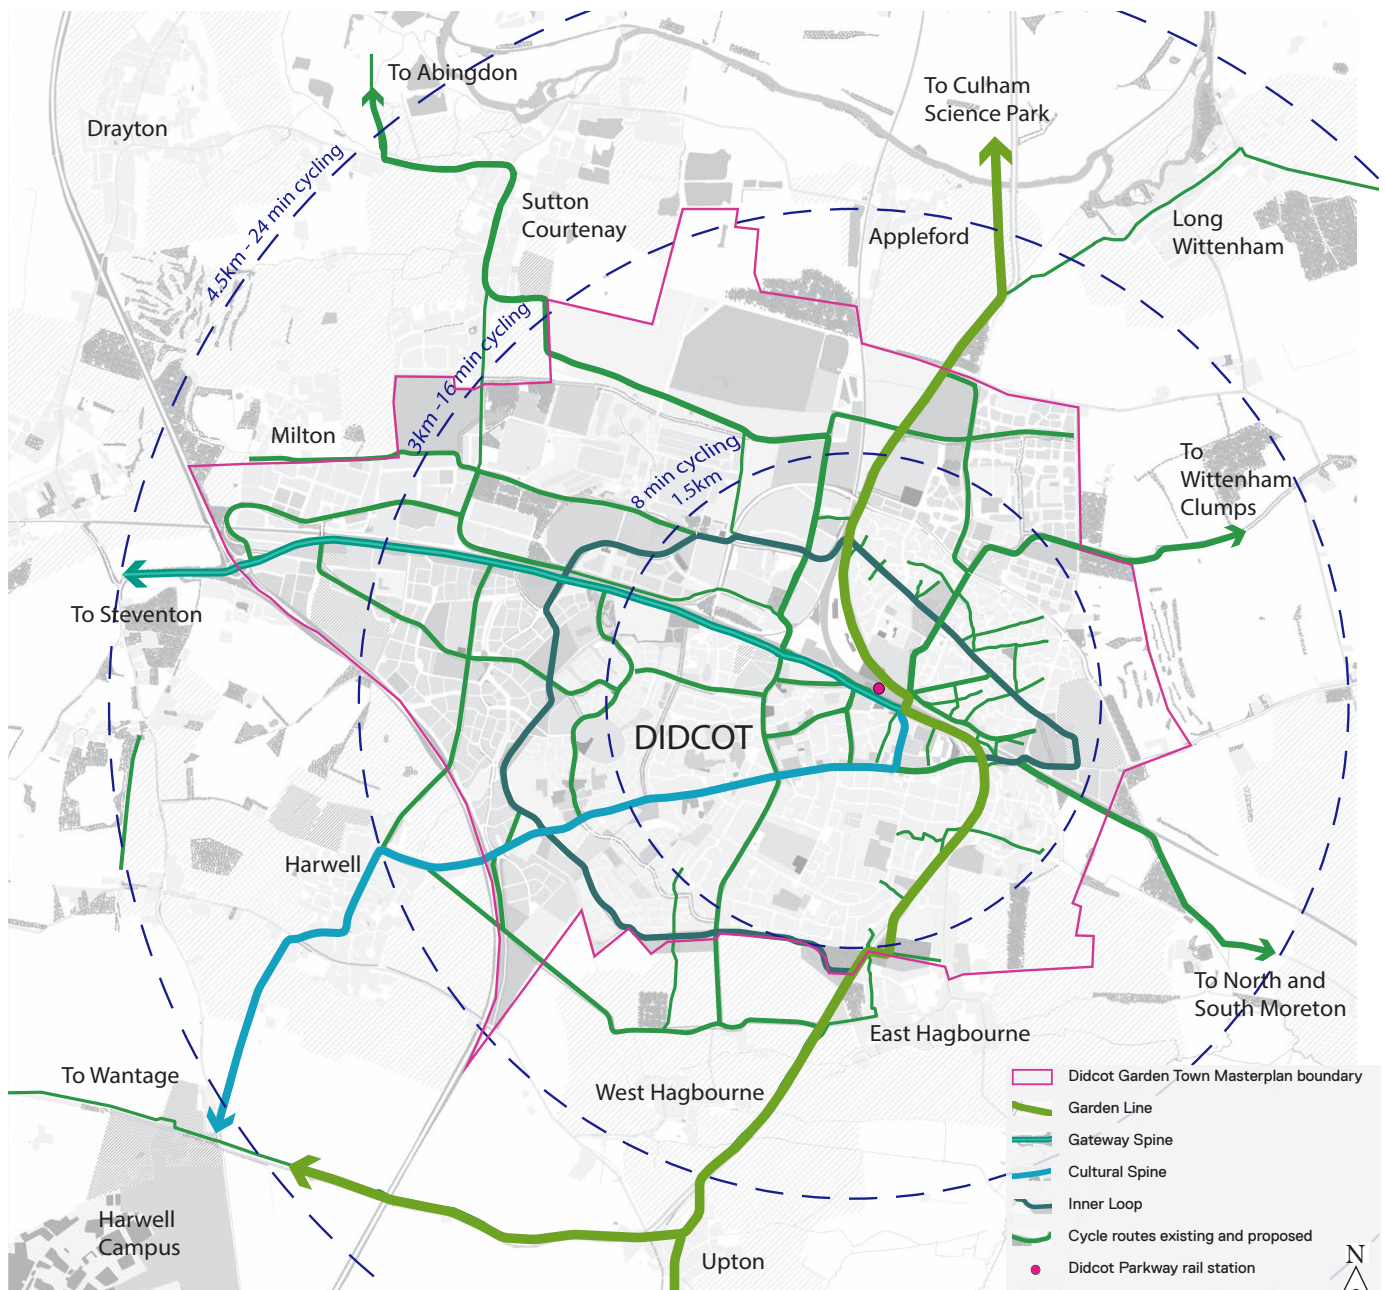 To Abingdon
To Culham
Science Park
Drayton
4.5km - 24 min cycling
Sutton
Courtenay
Appleford
Long
Wittenham
3km -16 min cycling
Milton
8 min cycling
1.5km
To
Wittenham
Clumps
To Steventon
DIDCOT
Harwell
To North and
South Moreton
East Hagbourne
To Wantage
West Hagbourne
Harwell
Campus
Upton
Didcot Garden Town Masterplan boundary
Garden Line
Gateway Spine
Cultural Spine
Inner Loop
Cycle routes existing and proposed
Didcot Parkway rail station
N